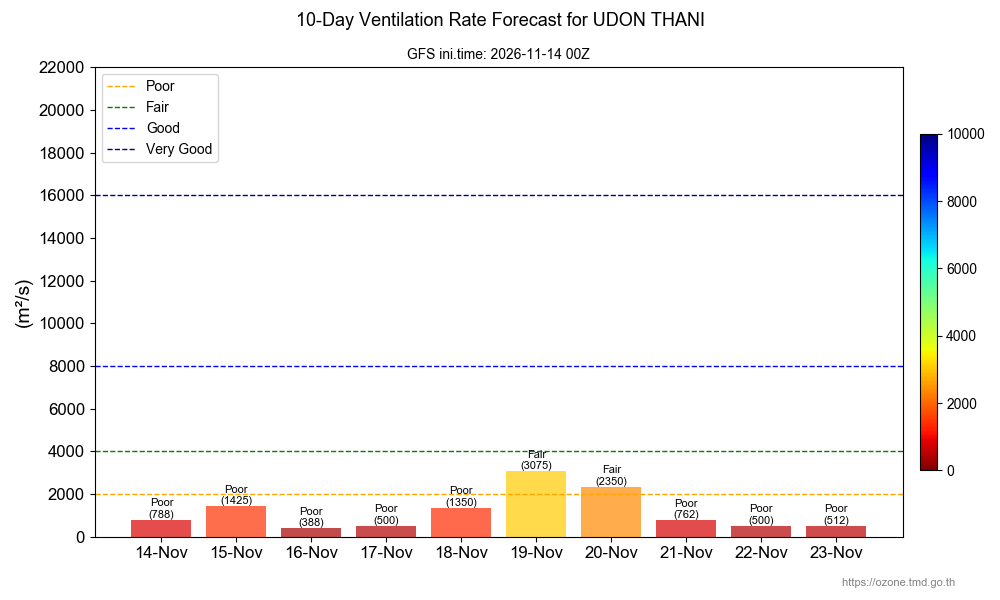 10-Day Ventilation Rate Forecast for UDON THANI
GFS ini.time: 2026-11-14 00Z
22000
20000
18000
16000
14000
12000
10000
8000
6000
4000
2000
0
(m²/s)
Poor
Fair
Good
Very Good
Poor
(788)
Poor
(1425)
Poor
(388)
Poor
(500)
Poor
(1350)
Fair
(3075)
Fair
(2350)
Poor
(762)
Poor
(500)
Poor
(512)
14-Nov
15-Nov
16-Nov
17-Nov
18-Nov
19-Nov
20-Nov
21-Nov
22-Nov
23-Nov
10000
8000
6000
4000
2000
0
https://ozone.tmd.go.th